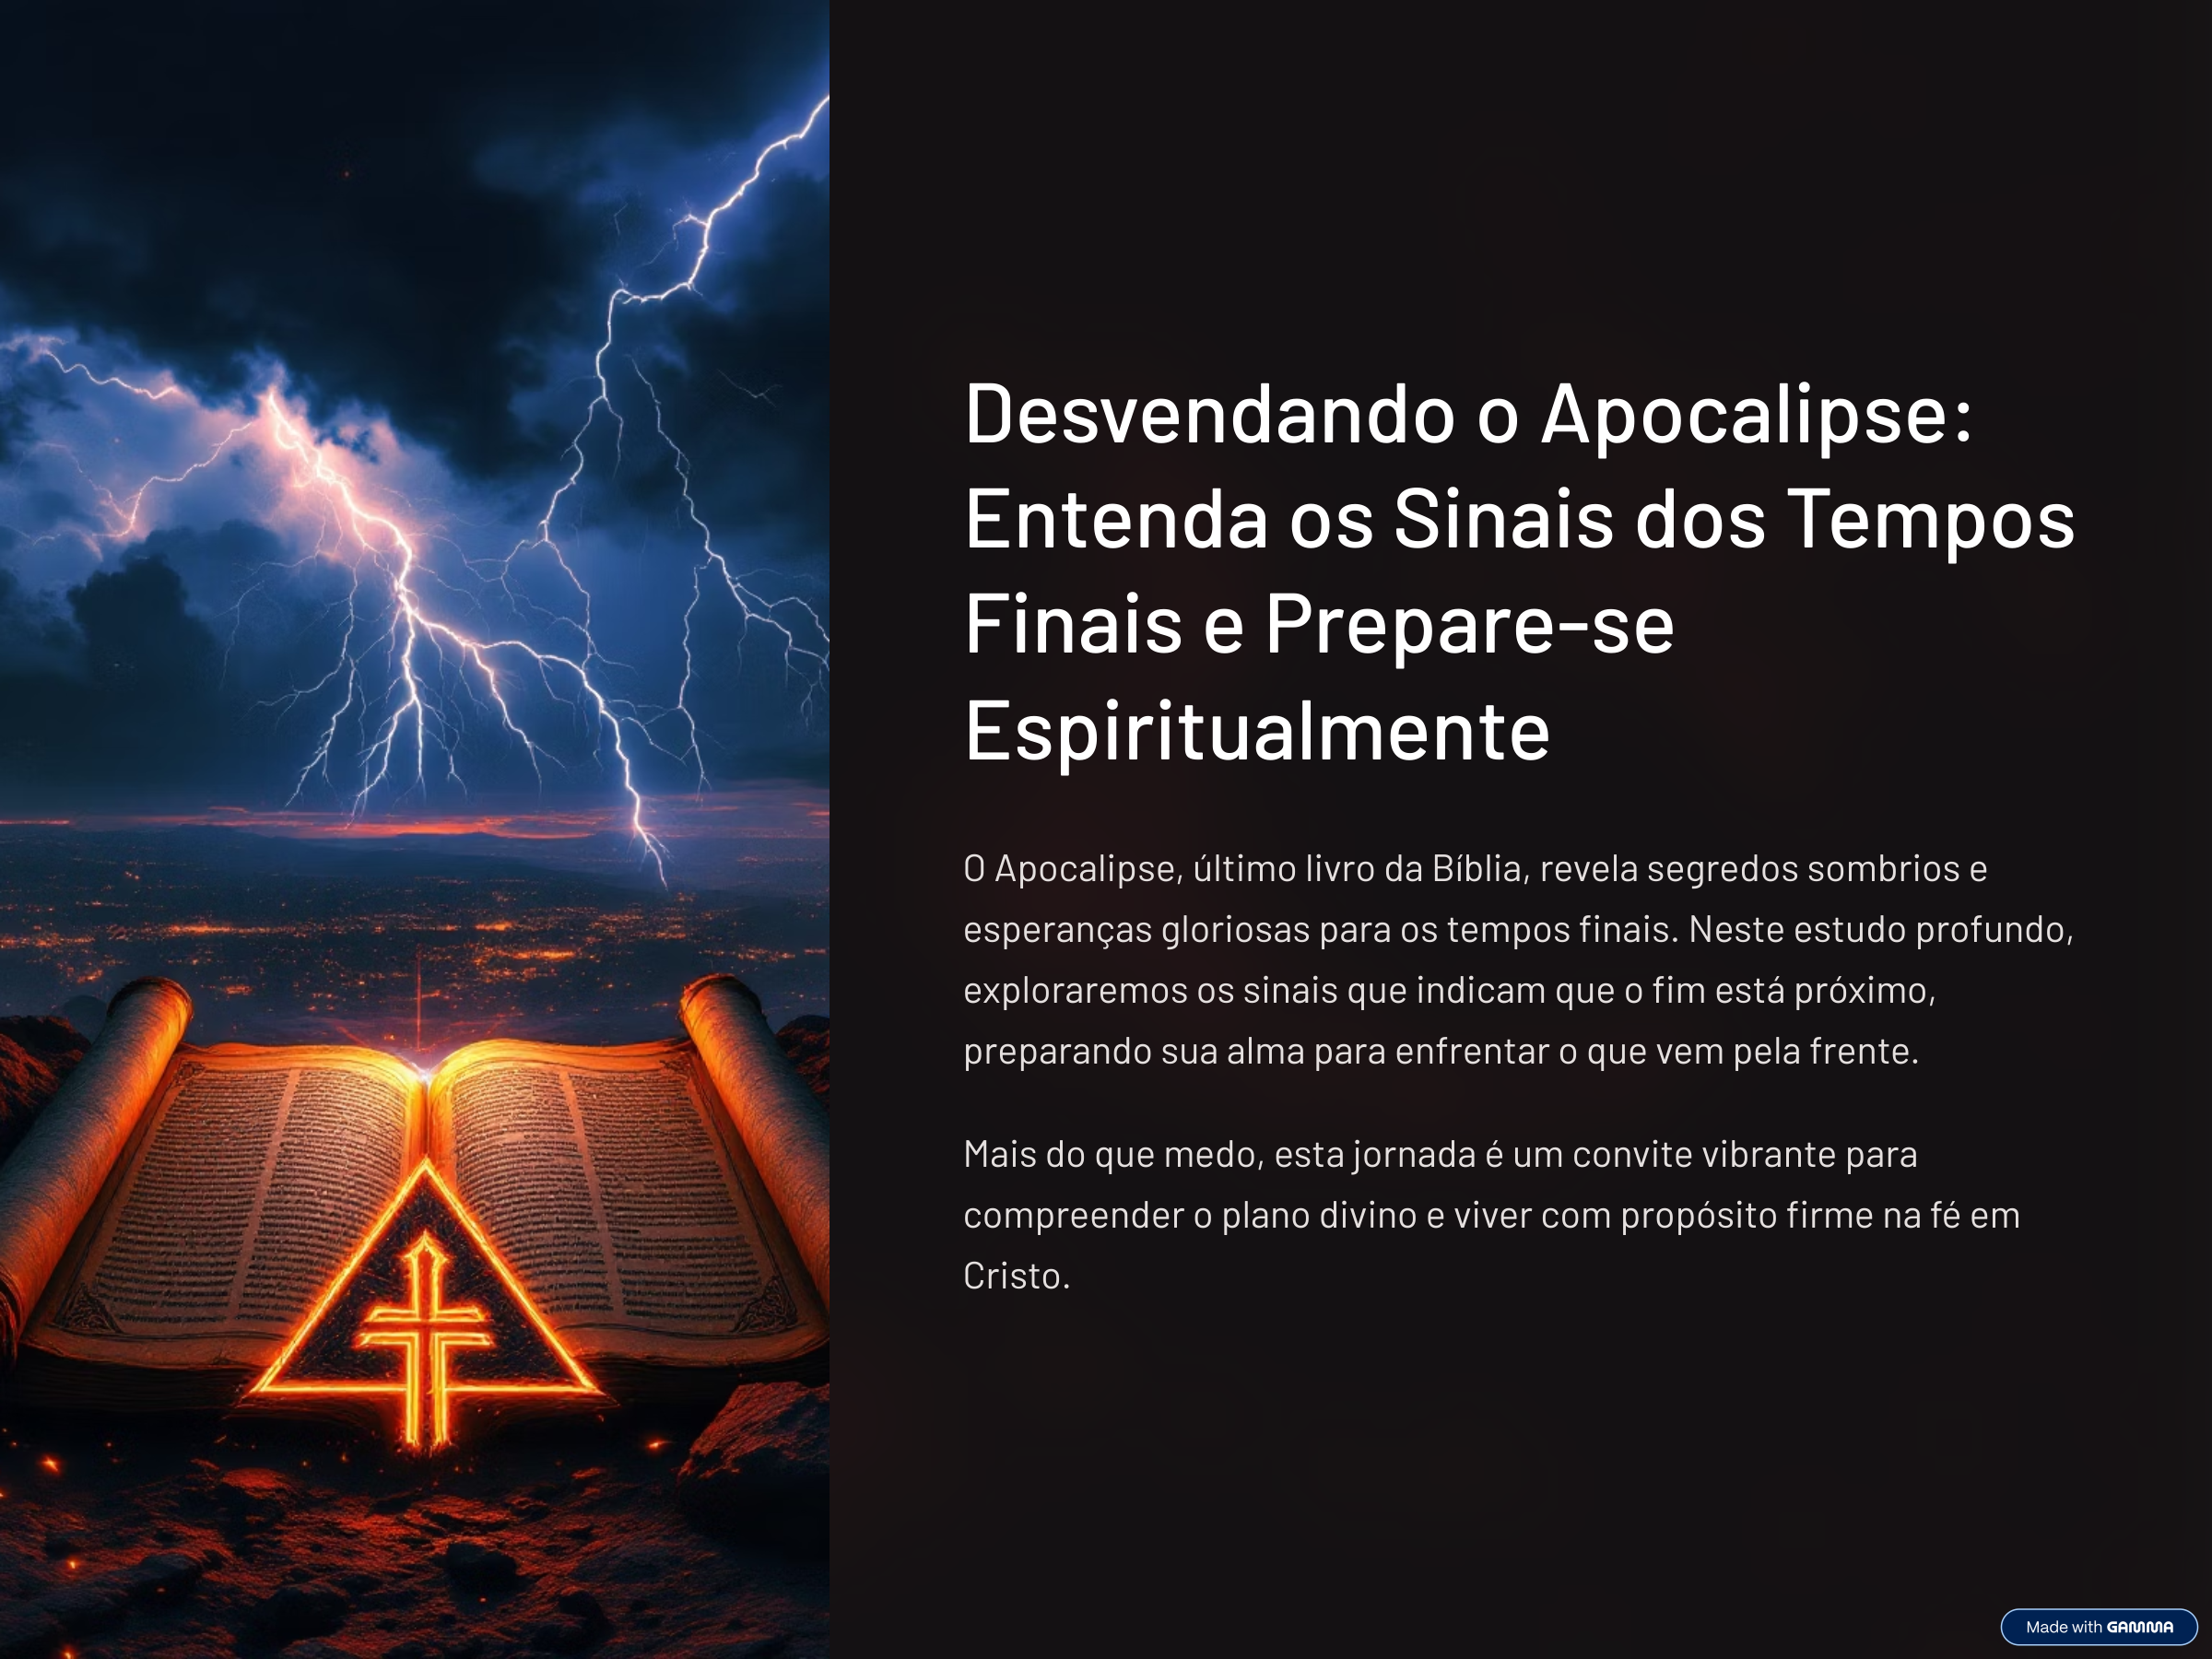 Desvendando o Apocalipse:
Entenda os Sinais dos Tempos
Finais e Prepare-se
Espiritualmente
O Apocalipse, último livro da Bíblia, revela segredos sombrios e
esperanças gloriosas para os tempos finais. Neste estudo profundo,
exploraremos os sinais que indicam que o fim está próximo,
preparando sua alma para enfrentar o que vem pela frente.
Mais do que medo, esta jornada é um convite vibrante para
compreender o plano divino e viver com propósito firme na fé em
Cristo.
Made with GAMMA